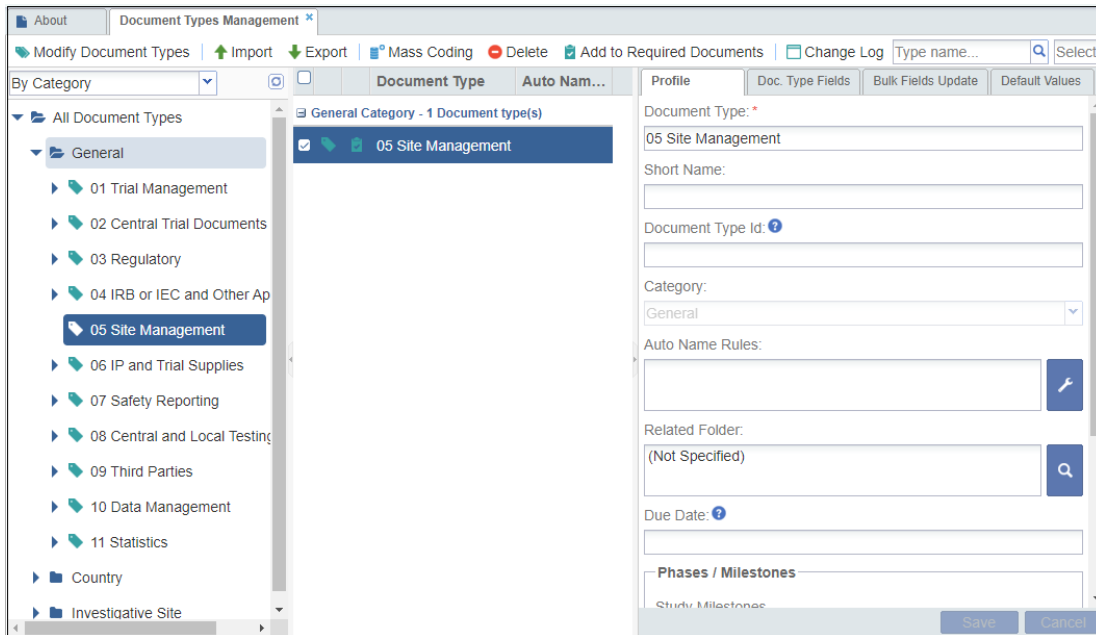 About
Document Types Management
Modify Document Types Import Export Mass Coding Delete Add to Required Documents Change Log Type name... Select
By Category
All Document Types
General
01 Trial Management
02 Central Trial Documents
03 Regulatory
04 IRB or IEC and Other Ap
05 Site Management
06 IP and Trial Supplies
07 Safety Reporting
08 Central and Local Testing
09 Third Parties
10 Data Management
11 Statistics
Country
Investigative Site
Document Type Auto Nam...
General Category - 1 Document type(s)
05 Site Management
Profile Doc. Type Fields Bulk Fields Update Default Values
Document Type: *
05 Site Management
Short Name:
Document Type Id: ?
Category:
General
Auto Name Rules:
Related Folder:
(Not Specified)
Due Date: ?
Phases / Milestones
Study Milestones
Save Cancel